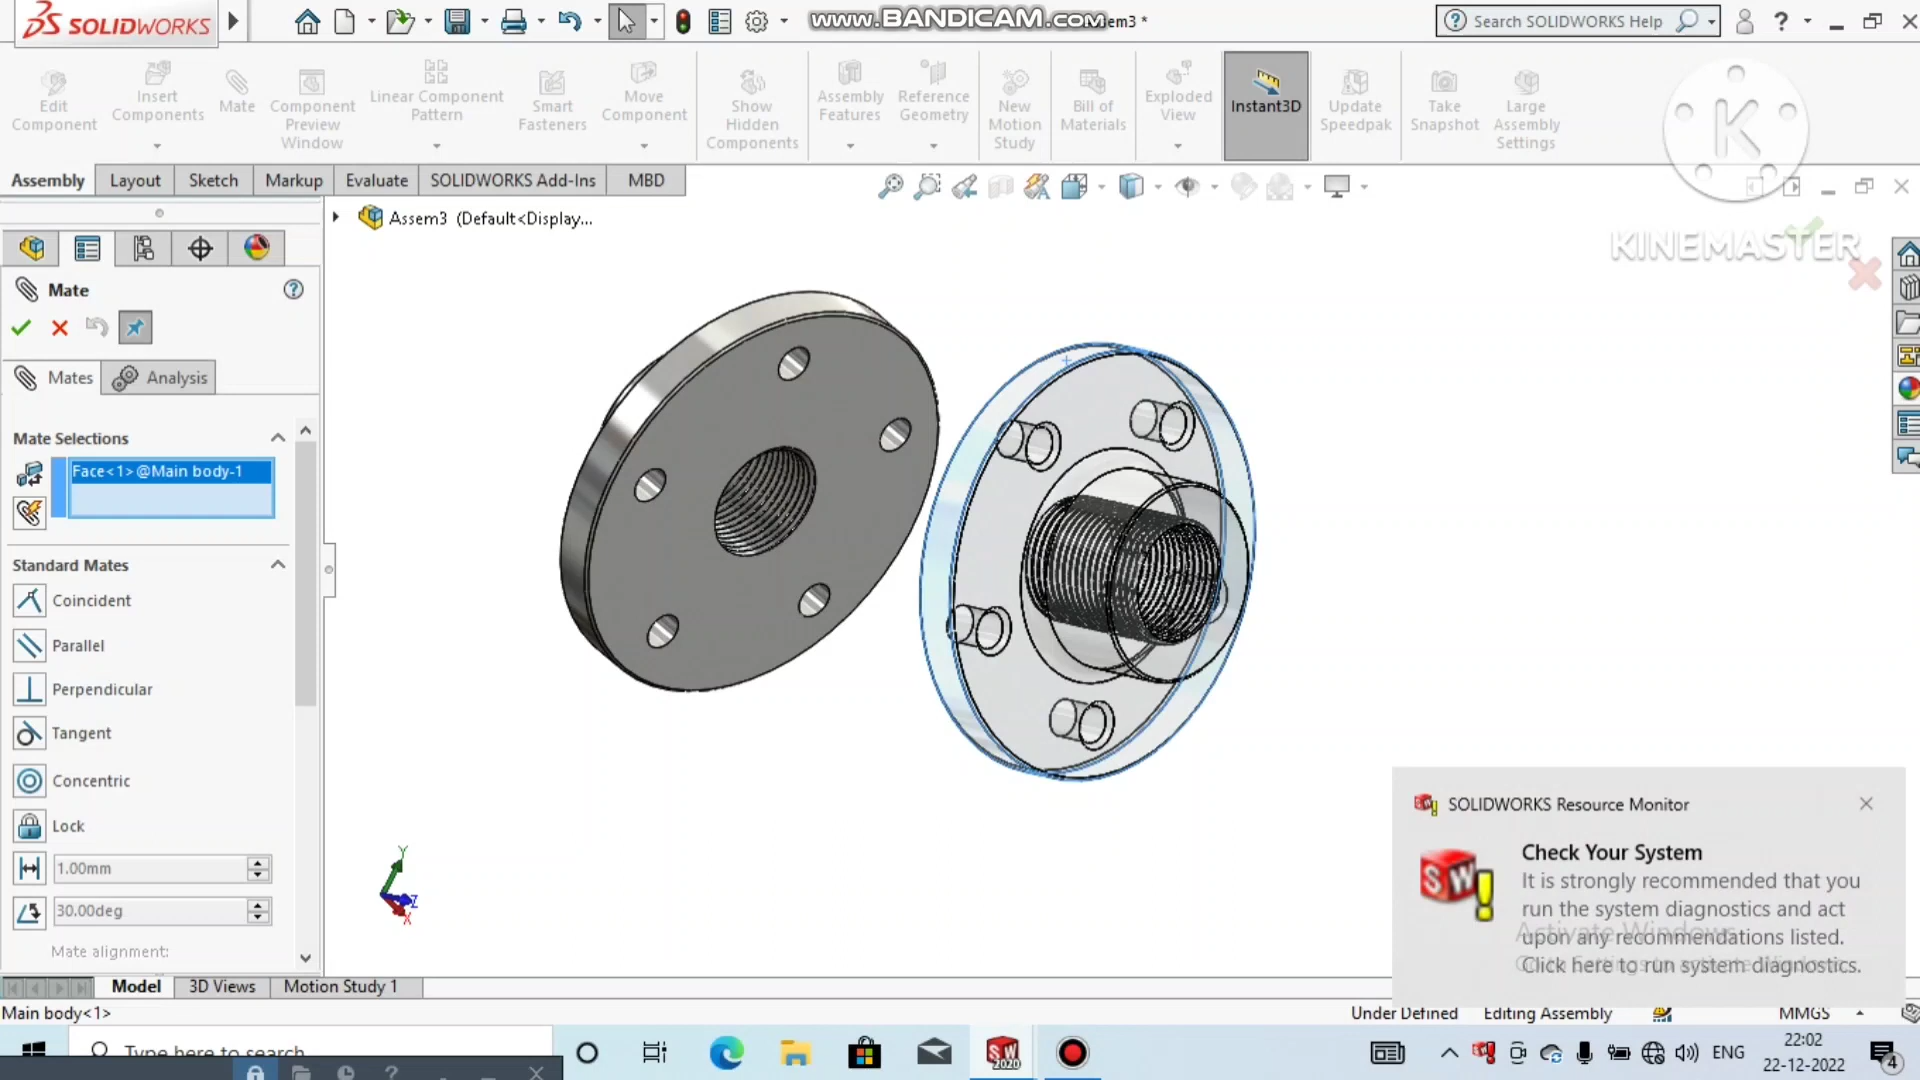 SOLIDWORKS
www.BANDICAM.com
em3 *
Search SOLIDWORKS Help
Edit Component
Insert Components
Mate
Component Preview Window
Linear Component Pattern
Smart Fasteners
Move Component
Show Hidden Components
Assembly Features
Reference Geometry
New Motion Study
Bill of Materials
Exploded View
Instant3D
Update Speedpak
Take Snapshot
Large Assembly Settings
K
KINEMASTER
Assembly
Layout
Sketch
Markup
Evaluate
SOLIDWORKS Add-Ins
MBD
Assem3 (Default<Display...
Mate
Mates
Analysis
Mate Selections
Face<1>@Main body-1
Standard Mates
Coincident
Parallel
Perpendicular
Tangent
Concentric
Lock
1.00mm
30.00deg
Mate alignment:
Y
Z
X
SOLIDWORKS Resource Monitor
Check Your System
It is strongly recommended that you
run the system diagnostics and act
upon any recommendations listed.
Click here to run system diagnostics.
Activate Windows
Model
3D Views
Motion Study 1
Main body<1>
Under Defined
Editing Assembly
MMGS
Type here to search
SW
2020
ENG
22:02
22-12-2022
4